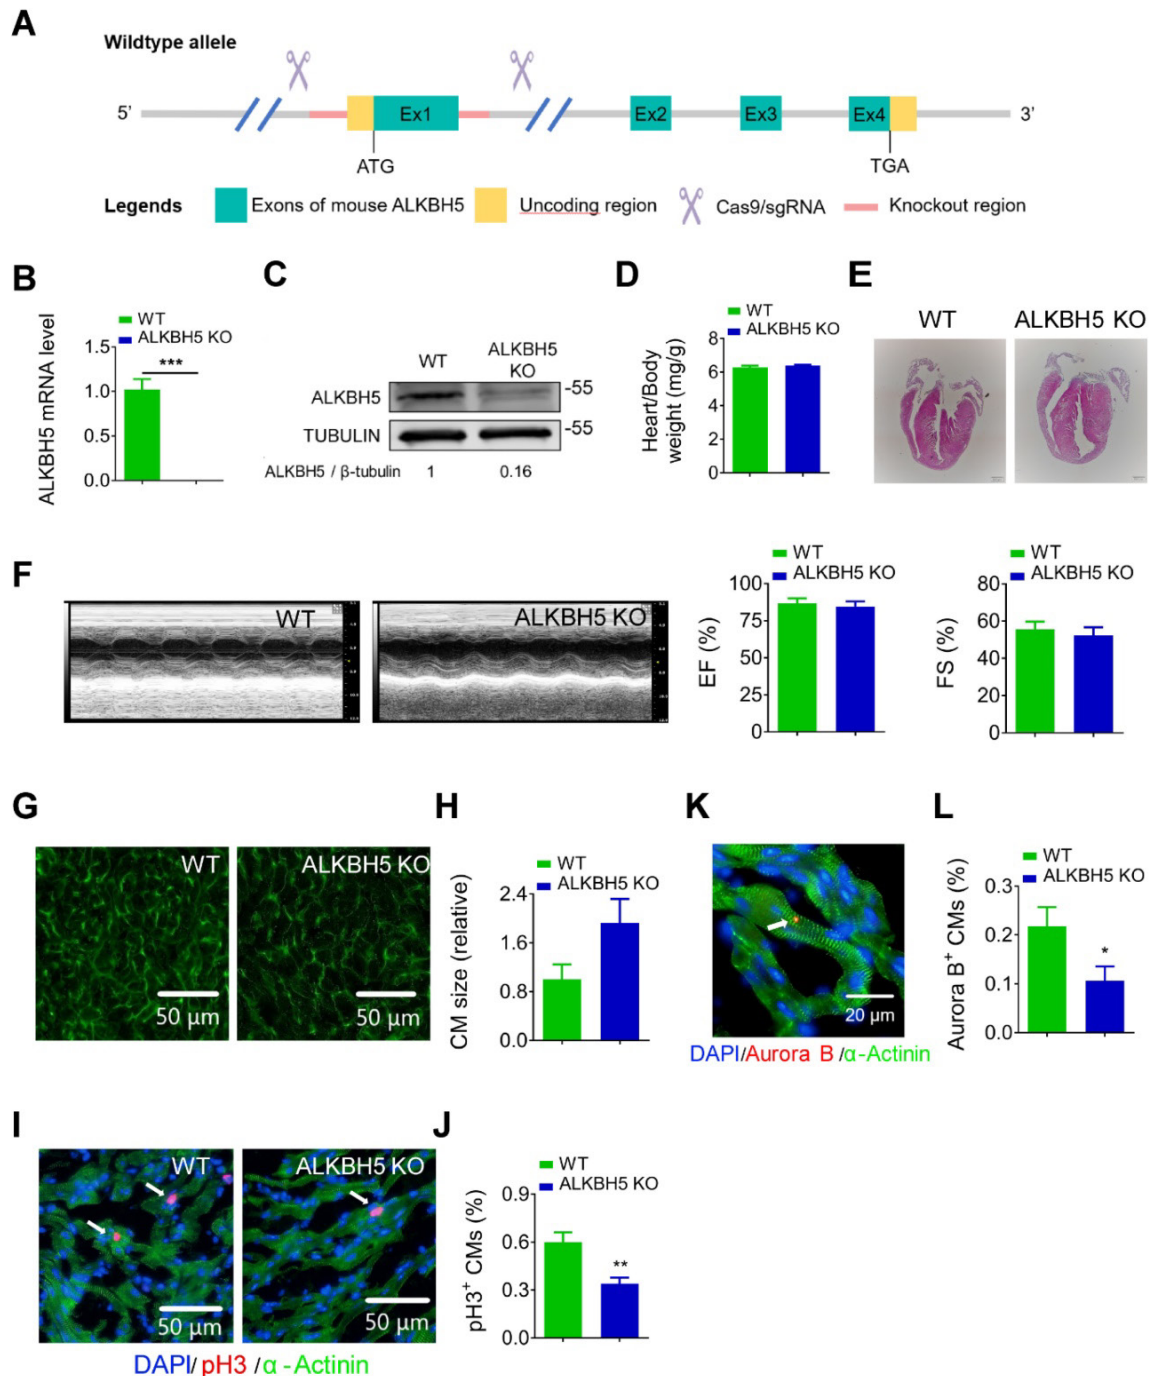 A
Wildtype allele
5'
Ex1
Ex2
Ex3
Ex4
3'
ATG
TGA
Legends
Exons of mouse ALKBH5
Uncoding region
Cas9/sgRNA
Knockout region
B
WT
ALKBH5 KO
ALKBH5 mRNA level
1.5
1.0
0.5
0.0
***
C
WT
ALKBH5
KO
ALKBH5
-55
TUBULIN
-55
ALKBH5 / β-tubulin 1 0.16
D
WT
ALKBH5 KO
Heart/Body
weight (mg/g)
8
6
4
2
0
E
WT
ALKBH5 KO
F
WT
ALKBH5 KO
WT
ALKBH5 KO
EF (%)
100
75
50
25
0
WT
ALKBH5 KO
FS (%)
80
60
40
20
0
G
WT
50 µm
ALKBH5 KO
50 µm
H
WT
ALKBH5 KO
CM size (relative)
2.4
1.6
0.8
0.0
K
20 µm
DAPI/Aurora B /α-Actinin
L
WT
ALKBH5 KO
Aurora B+ CMs (%)
0.3
0.2
0.1
0.0
*
I
WT
50 µm
ALKBH5 KO
50 µm
DAPI/ pH3 /α - Actinin
J
WT
ALKBH5 KO
pH3+ CMs (%)
0.9
0.6
0.3
0.0
**